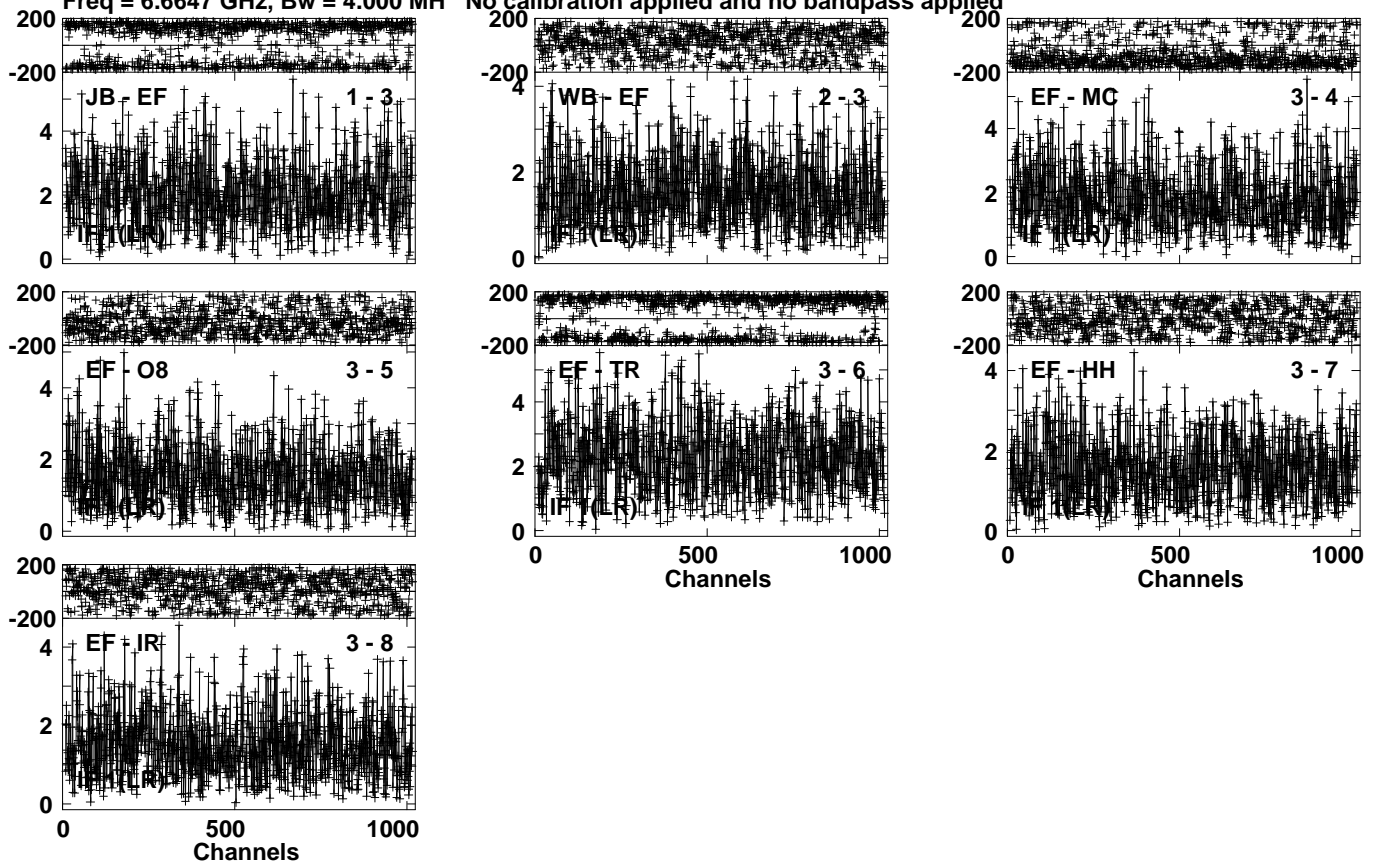 Freq = 6.6647 GHz, Bw = 4.000 MH No calibration applied and no bandpass applied
200
-200
JB - EF 1 - 3
4
2
IF 1(LR)
0
200
-200
4
WB - EF 2 - 3
2
IF 1(LR)
0
200
-200
EF - MC 3 - 4
4
2
IF 1(LR)
0
200
-200
EF - O8 3 - 5
4
2
IF 1(LR)
0
200
-200
EF - TR 3 - 6
4
2
IF 1(LR)
0
0 500 1000
Channels
200
-200
EF - HH 3 - 7
4
2
IF 1(LR)
0
0 500 1000
Channels
200
-200
EF - IR 3 - 8
4
2
IF 1(LR)
0
0 500 1000
Channels